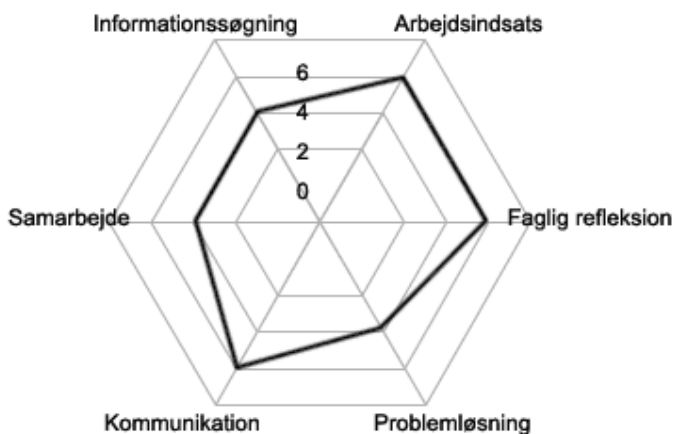 Informationssøgning
Arbejdsindsats
6
4
2
0
Samarbejde
Faglig refleksion
Kommunikation
Problemløsning